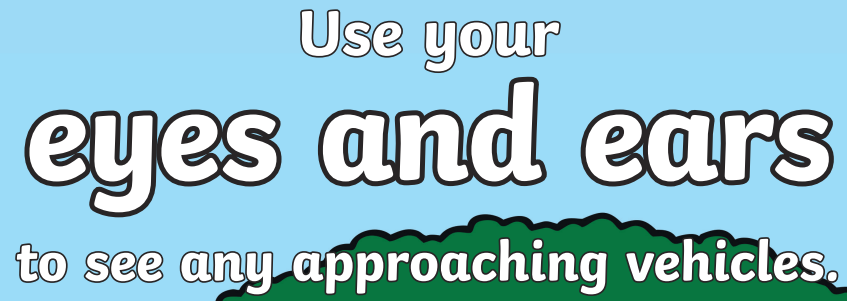 Use your
eyes and ears
to see any approaching vehicles.